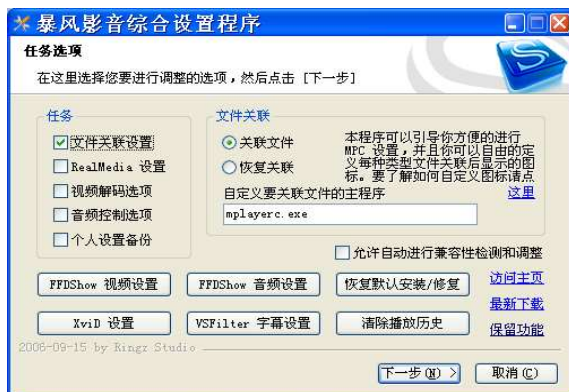 暴风影音综合设置程序
任务选项
在这里选择您要进行调整的选项，然后点击 [下一步]
任务
文件关联设置
RealMedia 设置
视频解码选项
音频控制选项
个人设置备份
文件关联
关联文件
恢复关联
本程序可以引导你方便的进行
MPC 设置，并且你可以自由的定
义每种类型文件关联后显示的图
标。要了解如何自定义图标请点
这里
自定义要关联文件的主程序
mplayerc.exe
允许自动进行兼容性检测和调整
FFDShow 视频设置
FFDShow 音频设置
恢复默认安装/修复
访问主页
最新下载
XviD 设置
VSFilter 字幕设置
清除播放历史
保留功能
2006-09-15 by Ringz Studio
下一步(N) >
取消(C)